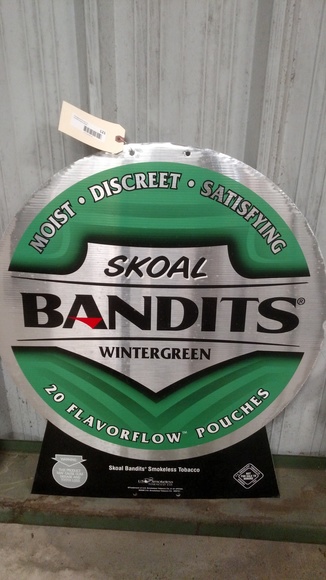 MOIST • DISCREET • SATISFYING
SKOAL
BANDITS®
WINTERGREEN
20 FLAVORFLOW™ POUCHES
Skoal Bandits® Smokeless Tobacco